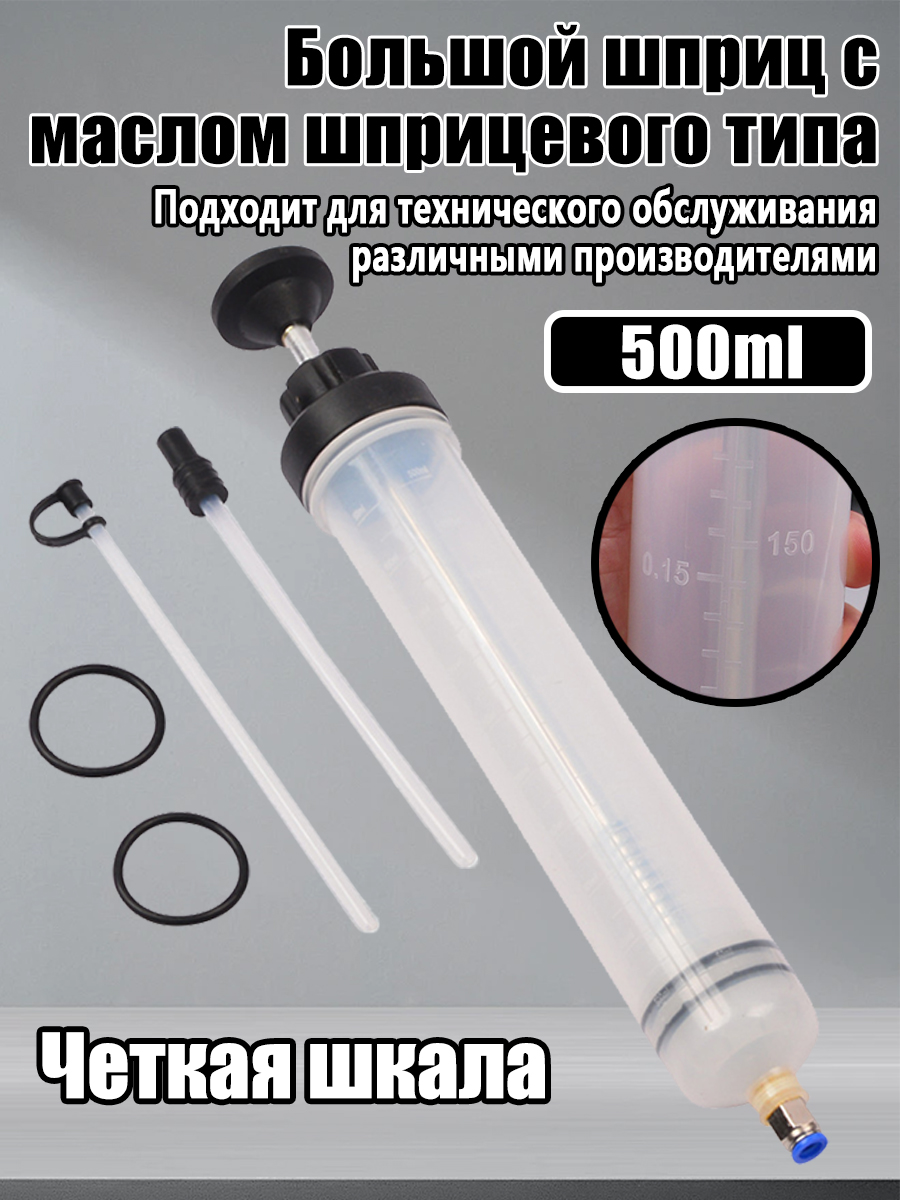 Большой шприц с
маслом шприцевого типа
Подходит для технического обслуживания
различными производителями
500ml
0.15
150
Четкая шкала